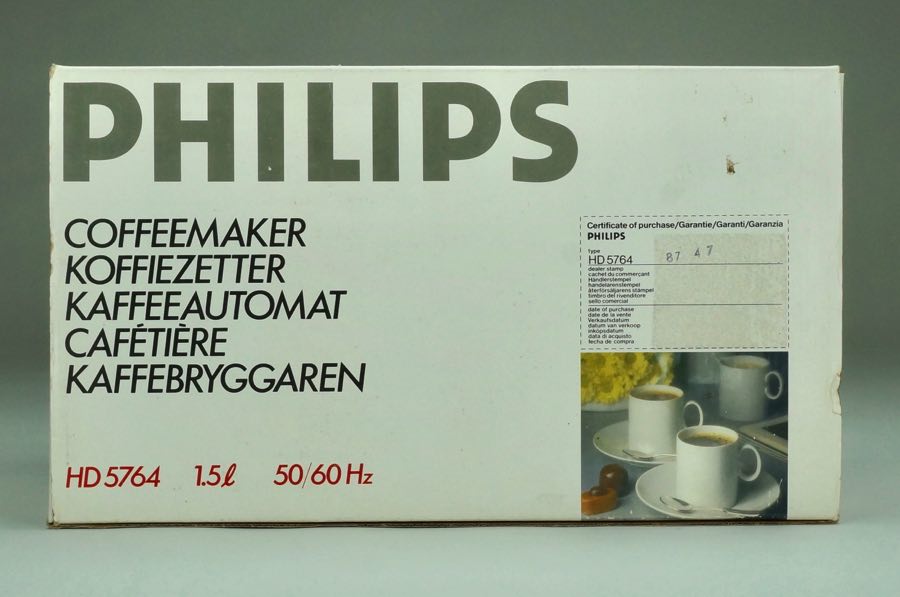 PHILIPS
COFFEEMAKER
KOFFIEZETTER
KAFFEEAUTOMAT
CAFÉTIÈRE
KAFFEBRYGGAREN
HD 5764 1.5ℓ 50/60 Hz
Certificate of purchase/Garantie/Garanti/Garanzia
PHILIPS
type
HD 5764 87 47
dealer stamp
cachet du commerçant
Händlerstempel
handelarenstempel
återförsäljarens stämpel
timbro del rivenditore
sello comercial
date of purchase
date de la vente
Verkaufsdatum
datum van verkoop
inköpsdatum
data di acquisto
fecha de compra